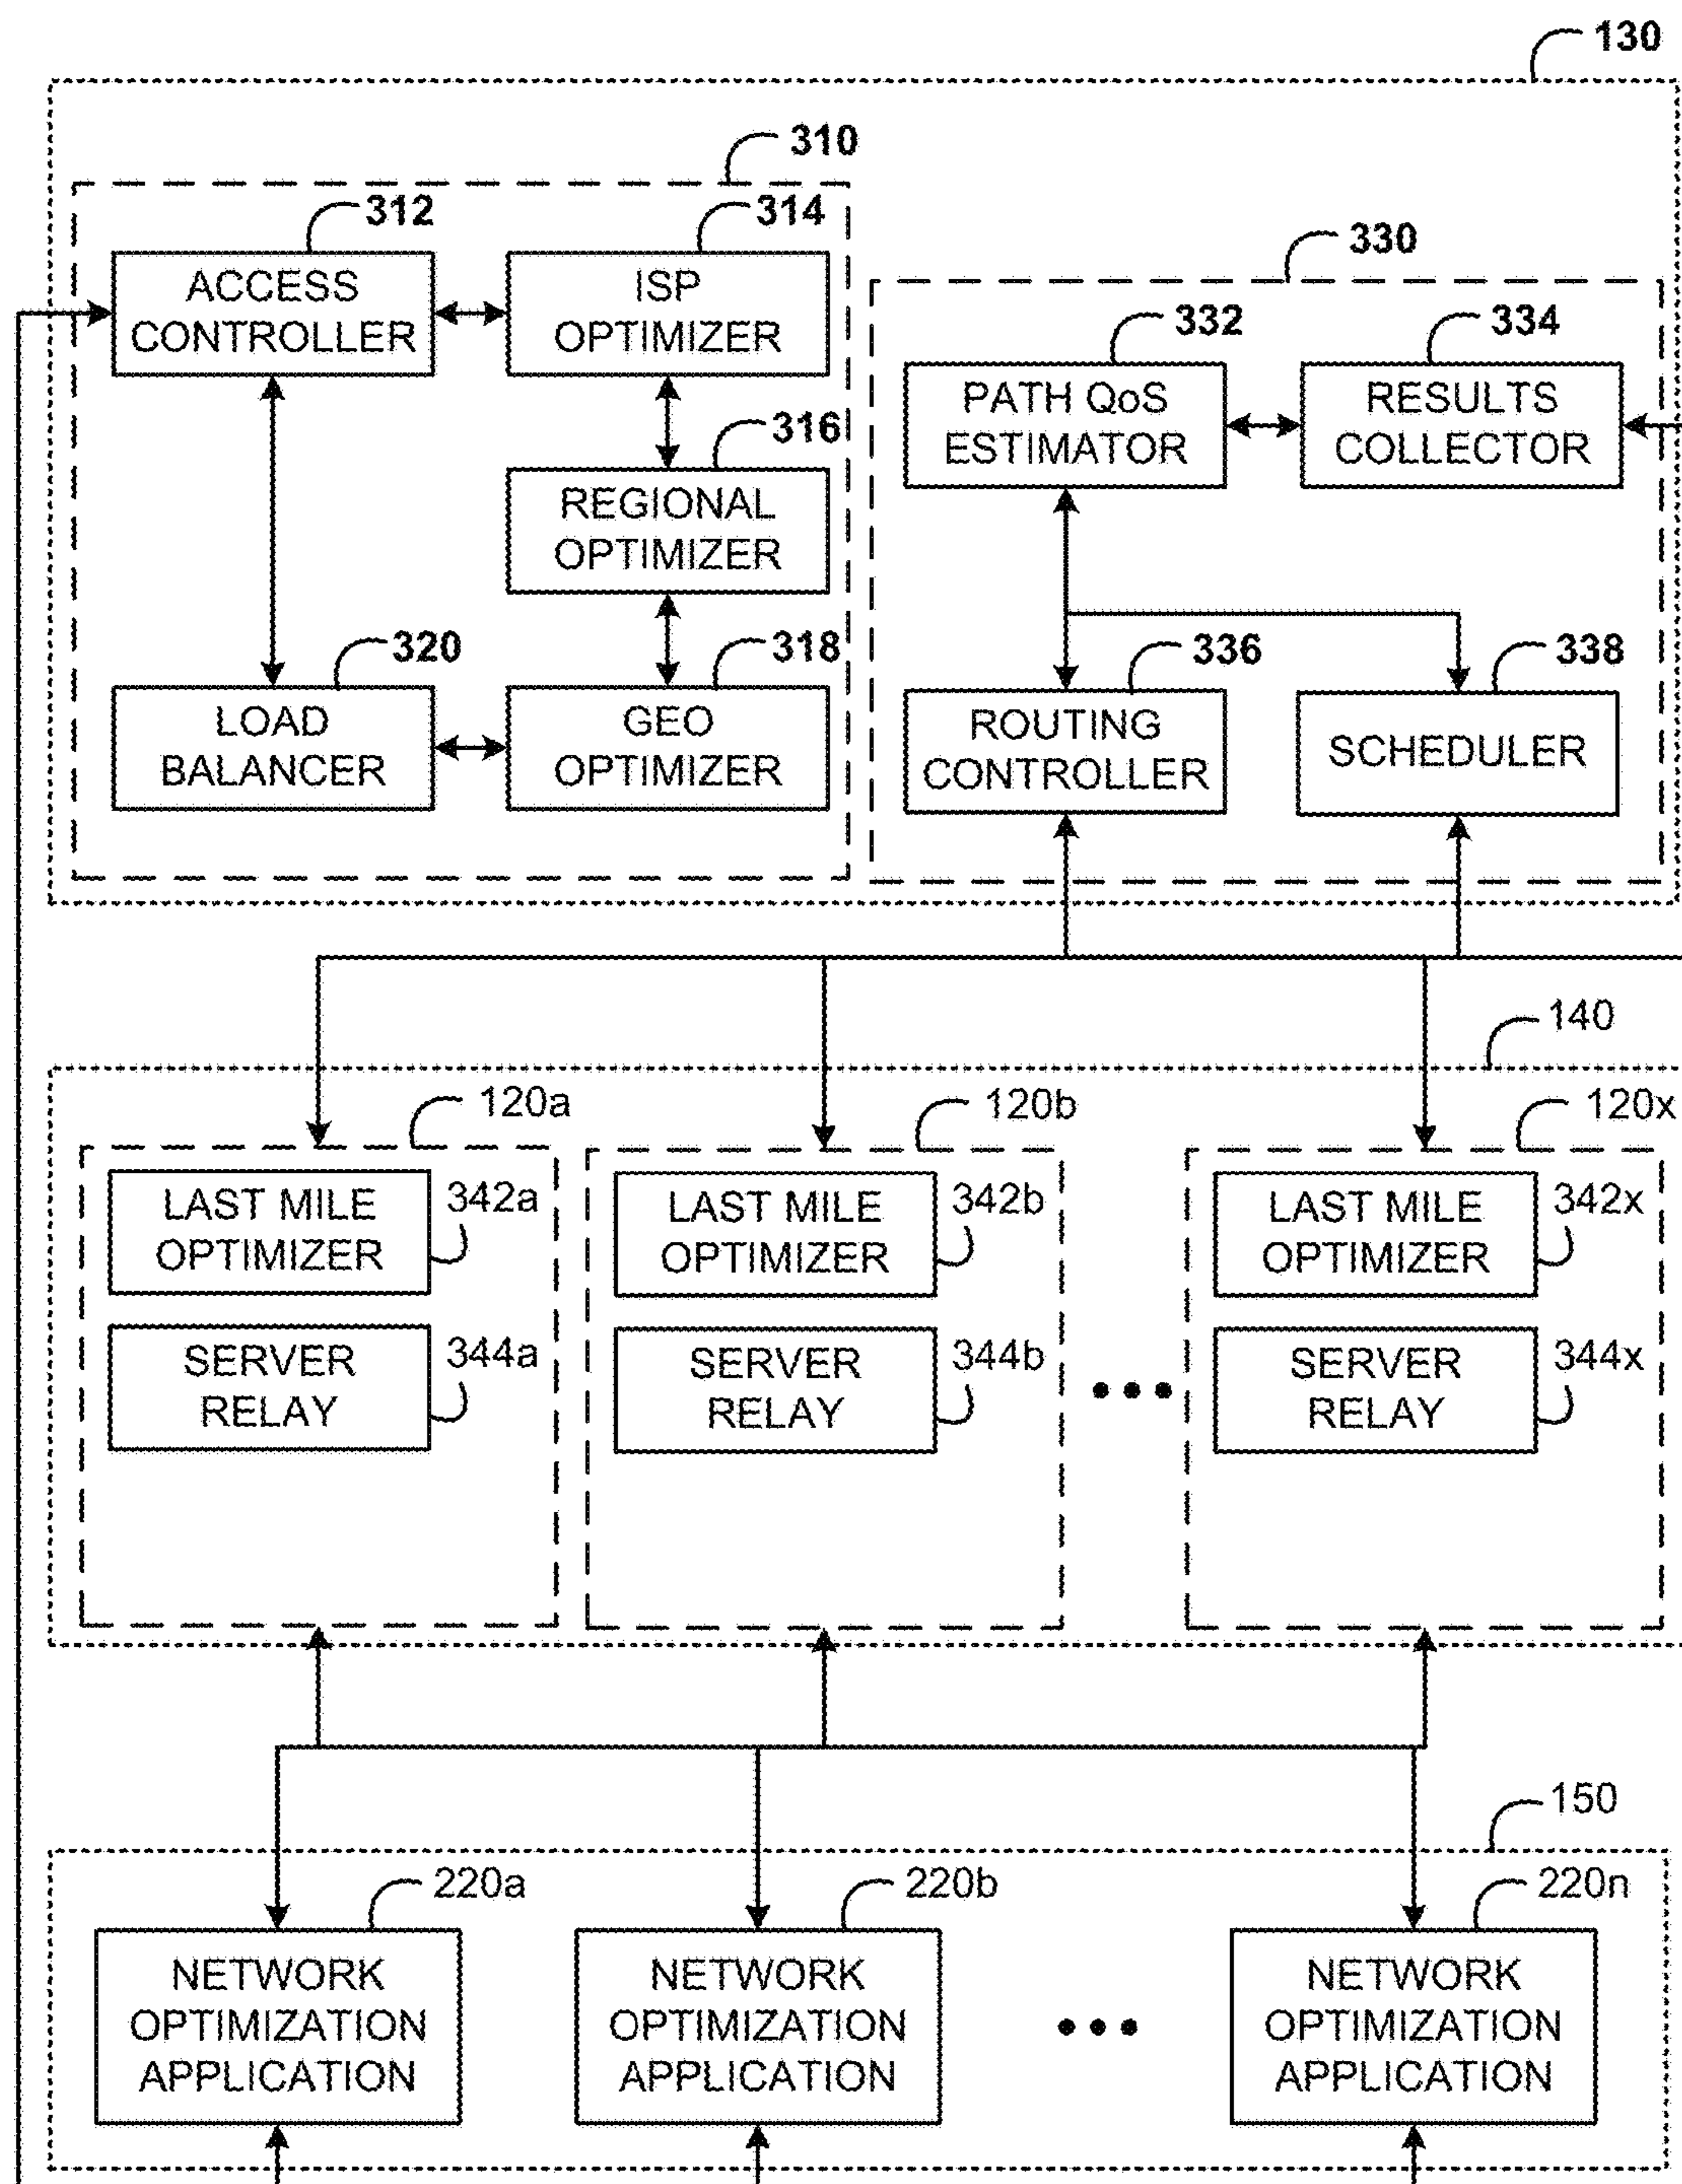 130
310
312
314
ACCESS
CONTROLLER
ISP
OPTIMIZER
316
REGIONAL
OPTIMIZER
320
318
LOAD
BALANCER
GEO
OPTIMIZER
330
332
334
PATH QoS
ESTIMATOR
RESULTS
COLLECTOR
336
338
ROUTING
CONTROLLER
SCHEDULER
140
120a
LAST MILE
OPTIMIZER
342a
SERVER
RELAY
344a
120b
LAST MILE
OPTIMIZER
342b
SERVER
RELAY
344b
120x
LAST MILE
OPTIMIZER
342x
SERVER
RELAY
344x
150
220a
NETWORK
OPTIMIZATION
APPLICATION
220b
NETWORK
OPTIMIZATION
APPLICATION
220n
NETWORK
OPTIMIZATION
APPLICATION